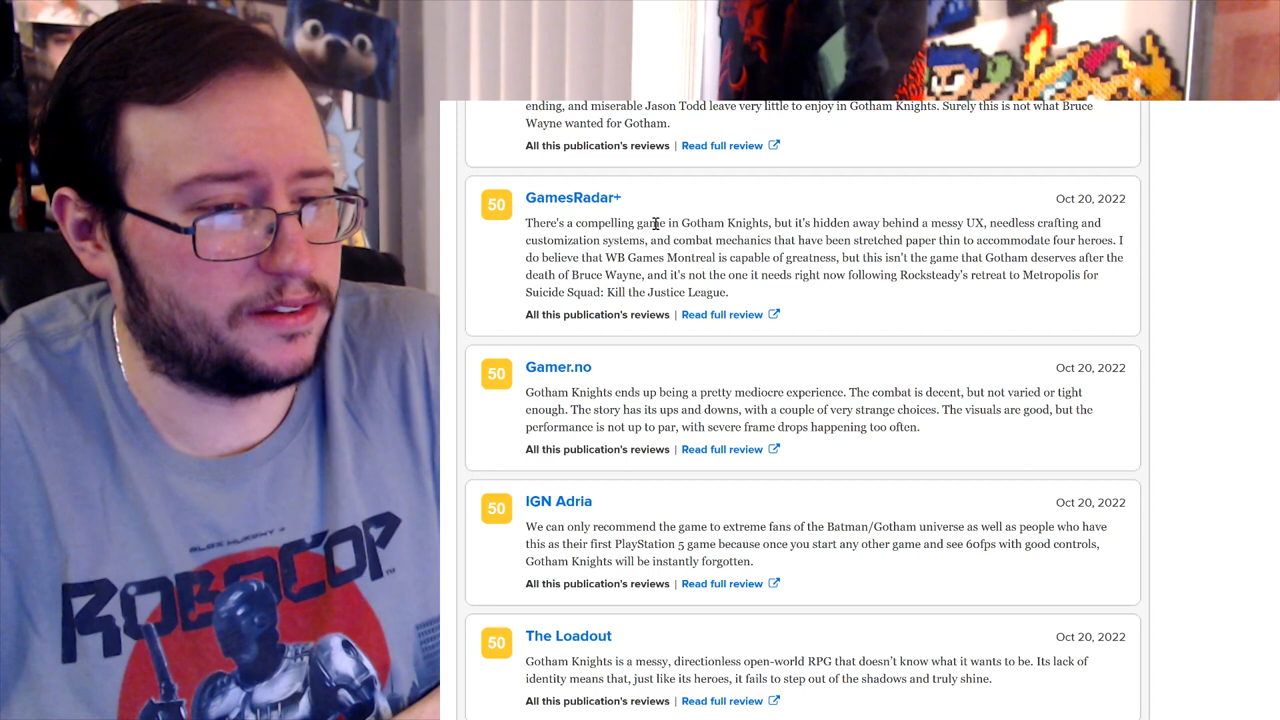 ending, and miserable Jason Todd leave very little to enjoy in Gotham Knights. Surely this is not what Bruce
Wayne wanted for Gotham.
All this publication's reviews | Read full review
50
GamesRadar+
Oct 20, 2022
There's a compelling game in Gotham Knights, but it's hidden away behind a messy UX, needless crafting and
customization systems, and combat mechanics that have been stretched paper thin to accommodate four heroes. I
do believe that WB Games Montreal is capable of greatness, but this isn't the game that Gotham deserves after the
death of Bruce Wayne, and it's not the one it needs right now following Rocksteady's retreat to Metropolis for
Suicide Squad: Kill the Justice League.
All this publication's reviews | Read full review
50
Gamer.no
Oct 20, 2022
Gotham Knights ends up being a pretty mediocre experience. The combat is decent, but not varied or tight
enough. The story has its ups and downs, with a couple of very strange choices. The visuals are good, but the
performance is not up to par, with severe frame drops happening too often.
All this publication's reviews | Read full review
50
IGN Adria
Oct 20, 2022
We can only recommend the game to extreme fans of the Batman/Gotham universe as well as people who have
this as their first PlayStation 5 game because once you start any other game and see 60fps with good controls,
Gotham Knights will be instantly forgotten.
All this publication's reviews | Read full review
50
The Loadout
Oct 20, 2022
Gotham Knights is a messy, directionless open-world RPG that doesn't know what it wants to be. Its lack of
identity means that, just like its heroes, it fails to step out of the shadows and truly shine.
All this publication's reviews | Read full review
ALEX MURPHY IS
ROBOCOP